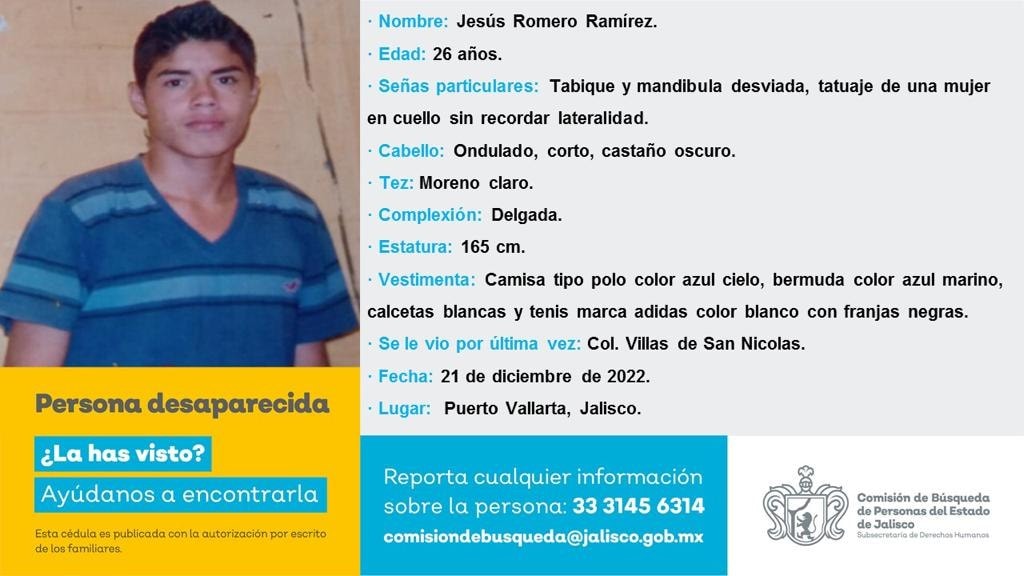 · Nombre: Jesús Romero Ramírez.
· Edad: 26 años.
· Señas particulares: Tabique y mandibula desviada, tatuaje de una mujer
en cuello sin recordar lateralidad.
· Cabello: Ondulado, corto, castaño oscuro.
· Tez: Moreno claro.
· Complexión: Delgada.
· Estatura: 165 cm.
· Vestimenta: Camisa tipo polo color azul cielo, bermuda color azul marino,
calcetas blancas y tenis marca adidas color blanco con franjas negras.
· Se le vio por última vez: Col. Villas de San Nicolas.
· Fecha: 21 de diciembre de 2022.
· Lugar: Puerto Vallarta, Jalisco.
Persona desaparecida
¿La has visto?
Ayúdanos a encontrarla
Esta cédula es publicada con la autorización por escrito
de los familiares.
Reporta cualquier información
sobre la persona: 33 3145 6314
comisiondebusqueda@jalisco.gob.mx
Comisión de Búsqueda
de Personas del Estado
de Jalisco
Subsecretaría de Derechos Humanos